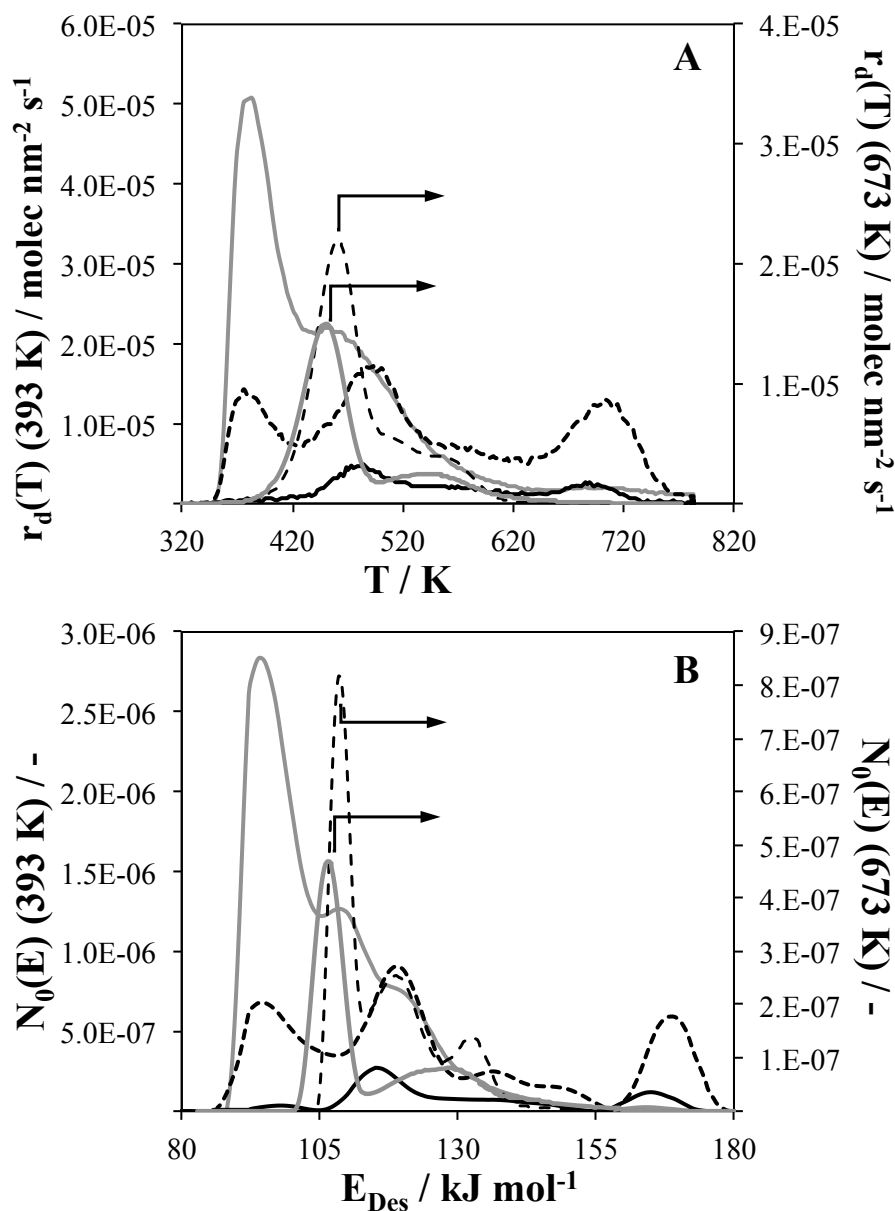 A
r_d(T) (393 K) / molec nm^-2 s^-1
6.0E-05
5.0E-05
4.0E-05
3.0E-05
2.0E-05
1.0E-05
4.E-05
3.E-05
2.E-05
1.E-05
r_d(T) (673 K) / molec nm^-2 s^-1
320 420 520 620 720 820
T / K
B
N_0(E) (393 K) / -
3.0E-06
2.5E-06
2.0E-06
1.5E-06
1.0E-06
5.0E-07
9.E-07
8.E-07
7.E-07
6.E-07
5.E-07
4.E-07
3.E-07
2.E-07
1.E-07
N_0(E) (673 K) / -
80 105 130 155 180
E_Des / kJ mol^-1